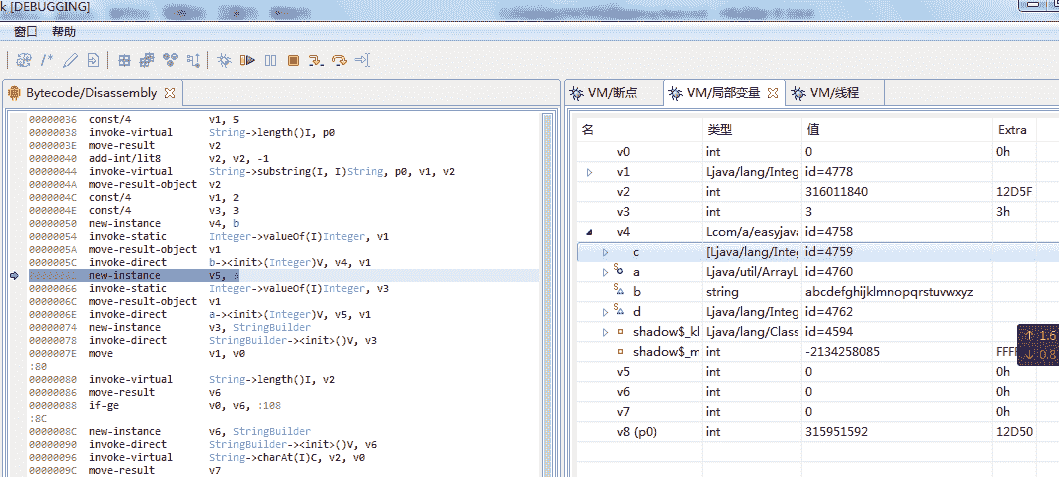 k [DEBUGGING]
窗口 帮助
Bytecode/Disassembly
00000036 const/4 v1, 5
00000038 invoke-virtual String->length()I, p0
0000003E move-result v2
00000040 add-int/lit8 v2, v2, -1
00000044 invoke-virtual String->substring(I, I)String, p0, v1, v2
0000004A move-result-object v2
0000004C const/4 v1, 2
0000004E const/4 v3, 3
00000050 new-instance v4, b
00000054 invoke-static Integer->valueOf(I)Integer, v1
0000005A move-result-object v1
0000005C invoke-direct b-><init>(Integer)V, v4, v1
new-instance v5,
00000066 invoke-static Integer->valueOf(I)Integer, v3
0000006C move-result-object v1
0000006E invoke-direct a-><init>(Integer)V, v5, v1
00000074 new-instance v3, StringBuilder
00000078 invoke-direct StringBuilder-><init>()V, v3
0000007E move v1, v0
:80
00000080 invoke-virtual String->length()I, v2
00000086 move-result v6
00000088 if-ge v0, v6, :108
:8C
0000008C new-instance v6, StringBuilder
00000090 invoke-direct StringBuilder-><init>()V, v6
00000096 invoke-virtual String->charAt(I)C, v2, v0
0000009C move-result v7
VM/断点 VM/局部变量 VM/线程
名 类型 值 Extra
v0 int 0 0h
v1 Ljava/lang/Integ id=4778
v2 int 316011840 12D5F
v3 int 3 3h
v4 Lcom/a/easyjava id=4758
c [Ljava/lang/Integ id=4759
a Ljava/util/ArrayL id=4760
b string abcdefghijklmnopqrstuvwxyz
d Ljava/lang/Integ id=4762
shadow$_kl Ljava/lang/Class id=4594
shadow$_m int -2134258085 FFF
v5 int 0 0h
v6 int 0 0h
v7 int 0 0h
v8 (p0) int 315951592 12D50
↑ 1.6
↓ 0.8